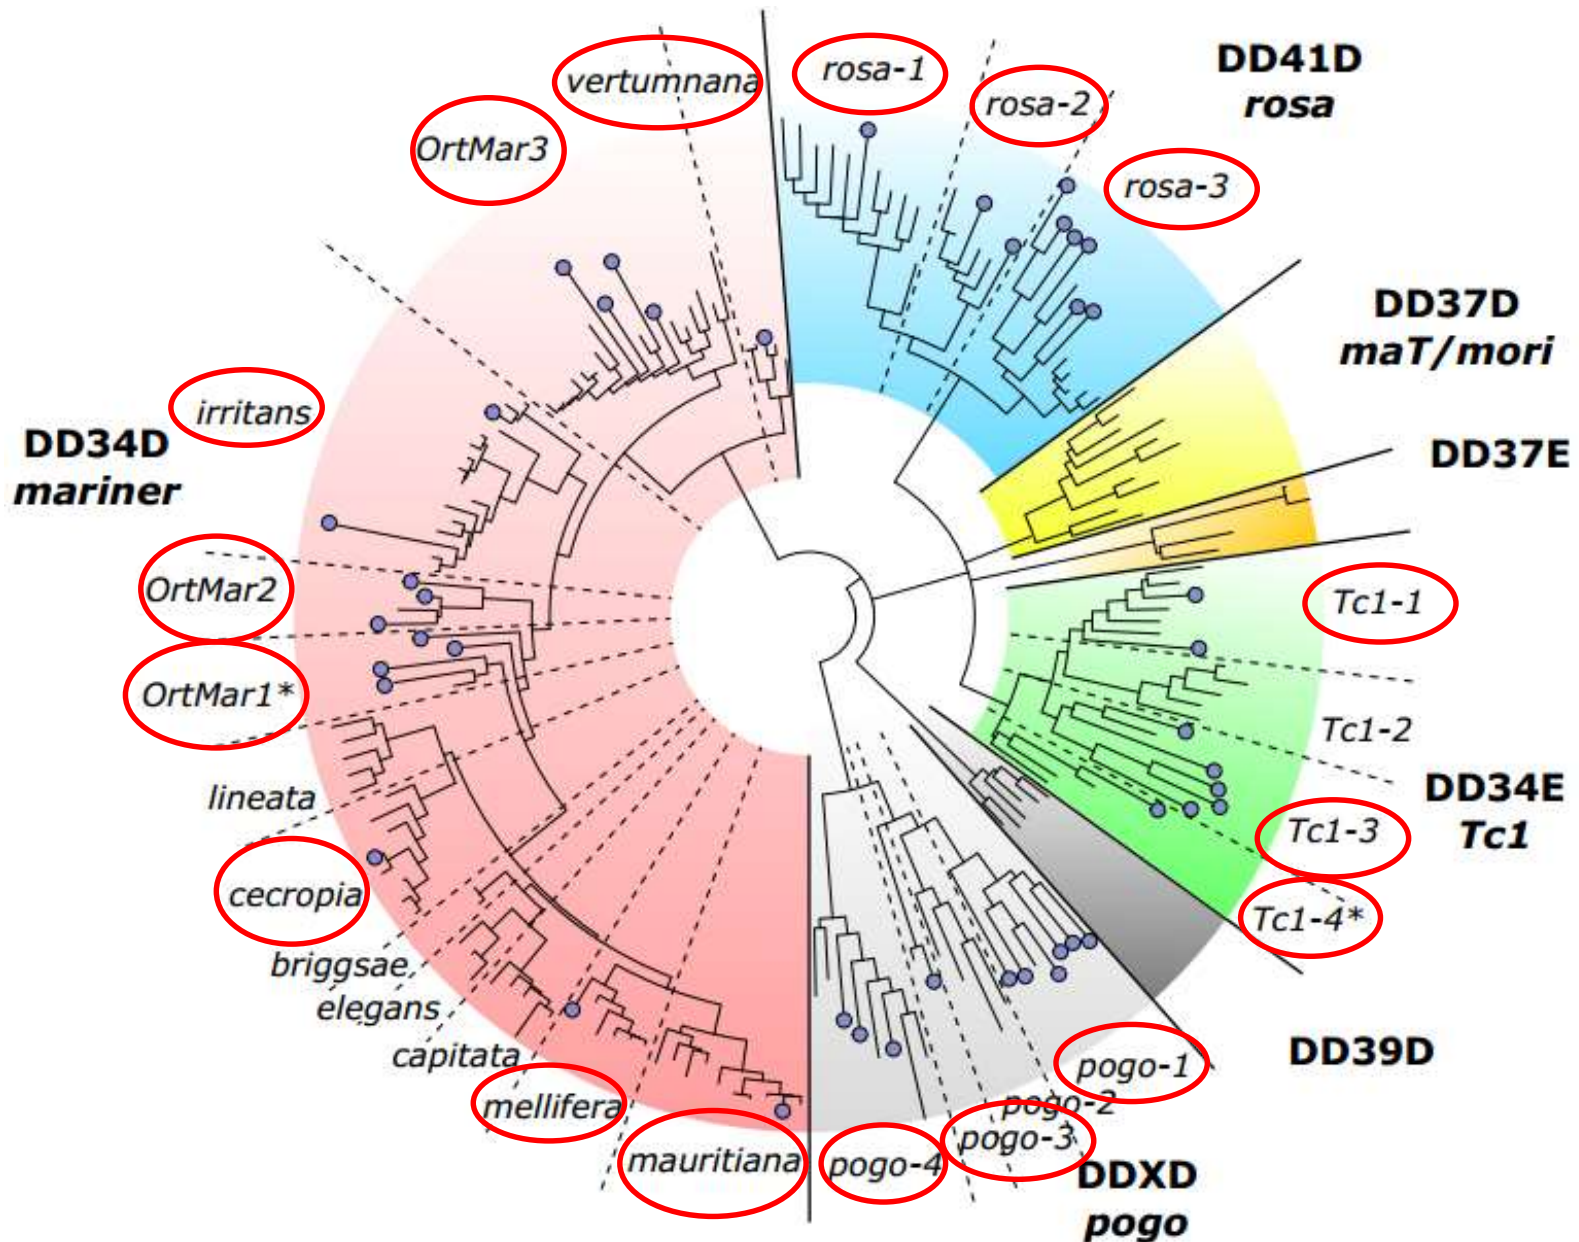 vertumnana
rosa-1
rosa-2
DD41D
rosa
OrtMar3
rosa-3
DD37D
maT/mori
irritans
DD34D
mariner
DD37E
OrtMar2
Tc1-1
OrtMar1*
Tc1-2
lineata
DD34E
Tc1
Tc1-3
cecropia
Tc1-4*
briggsae
elegans
capitata
DD39D
pogo-1
pogo-2
mellifera
pogo-3
mauritiana
pogo-4
DDXD
pogo